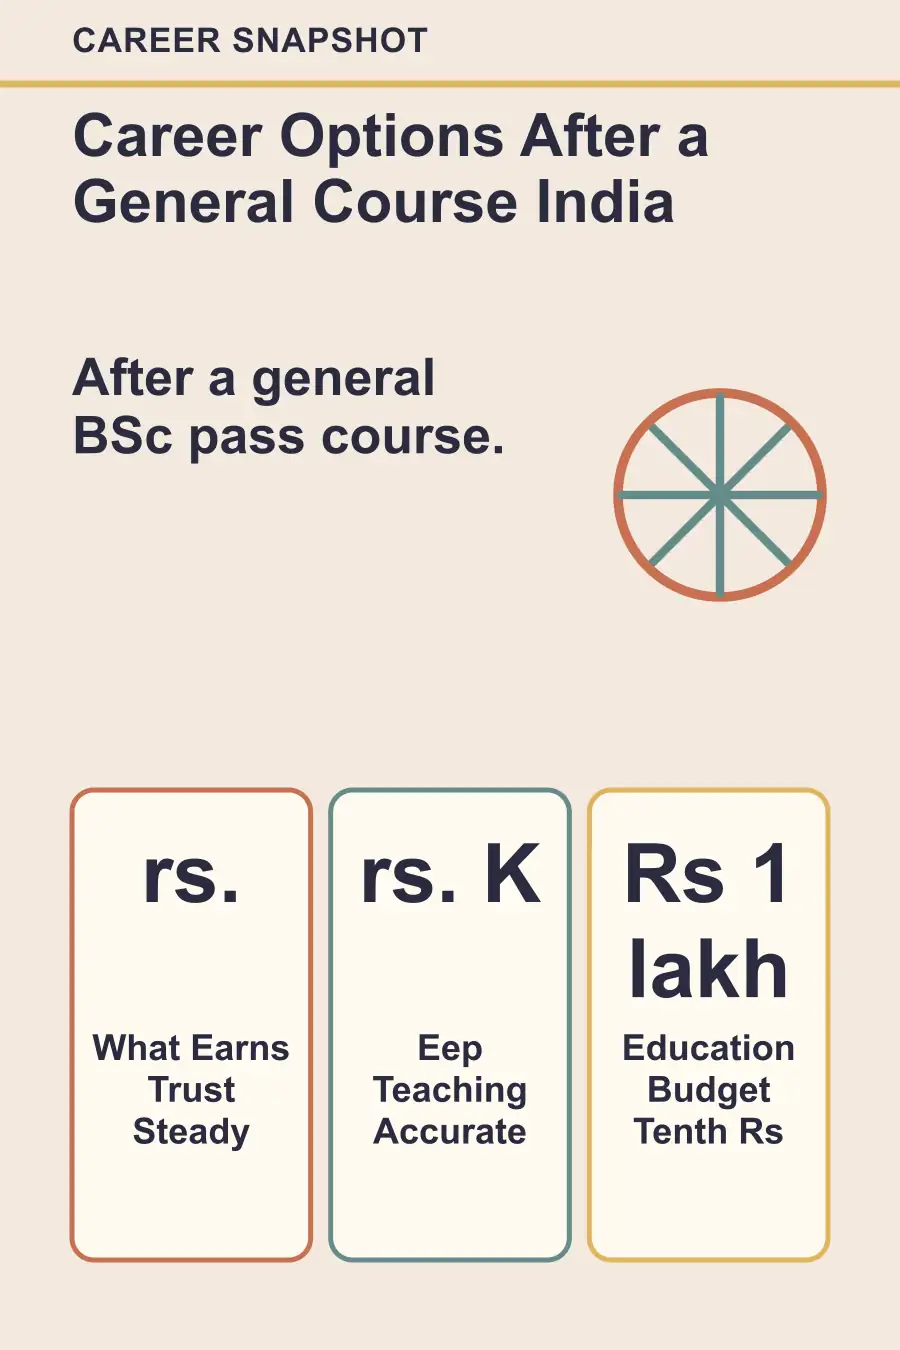 CAREER SNAPSHOT
Career Options After a
General Course India
After a general
BSc pass course.
rs.
What Earns
Trust
Steady
rs. K
Eep
Teaching
Accurate
Rs 1
lakh
Education
Budget
Tenth Rs